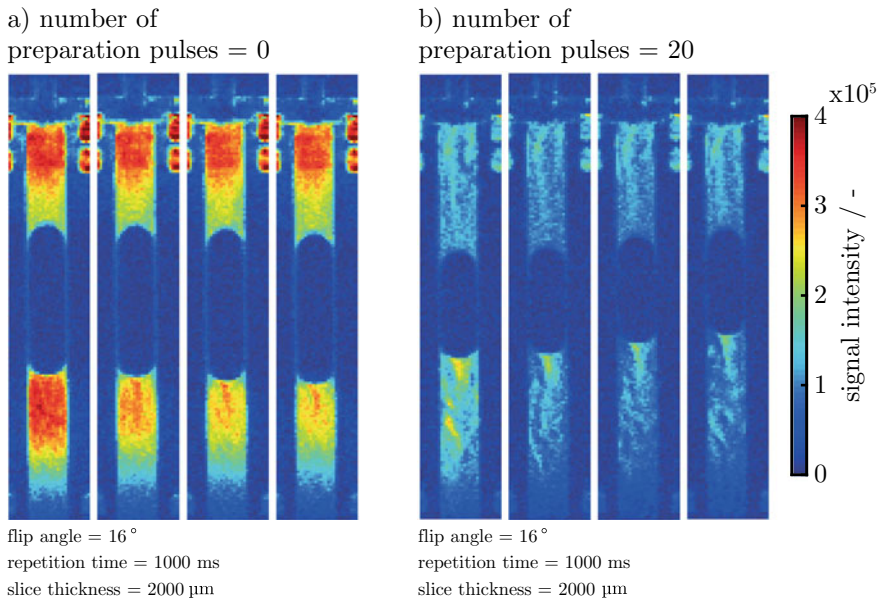 a) number of
preparation pulses = 0
b) number of
preparation pulses = 20
x10⁵
4
3
2
1
0
signal intensity / -
flip angle = 16 °
repetition time = 1000 ms
slice thickness = 2000 µm
flip angle = 16 °
repetition time = 1000 ms
slice thickness = 2000 µm